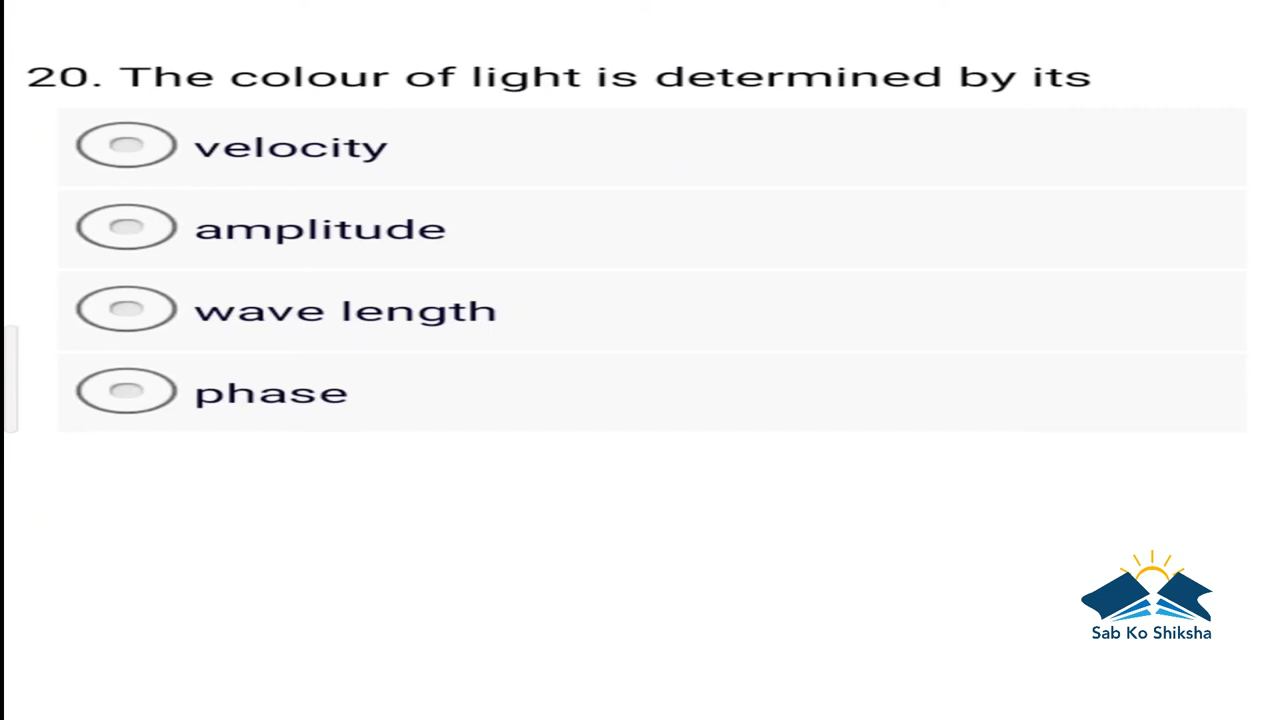 20. The colour of light is determined by its
velocity
amplitude
wave length
phase
Sab Ko Shiksha